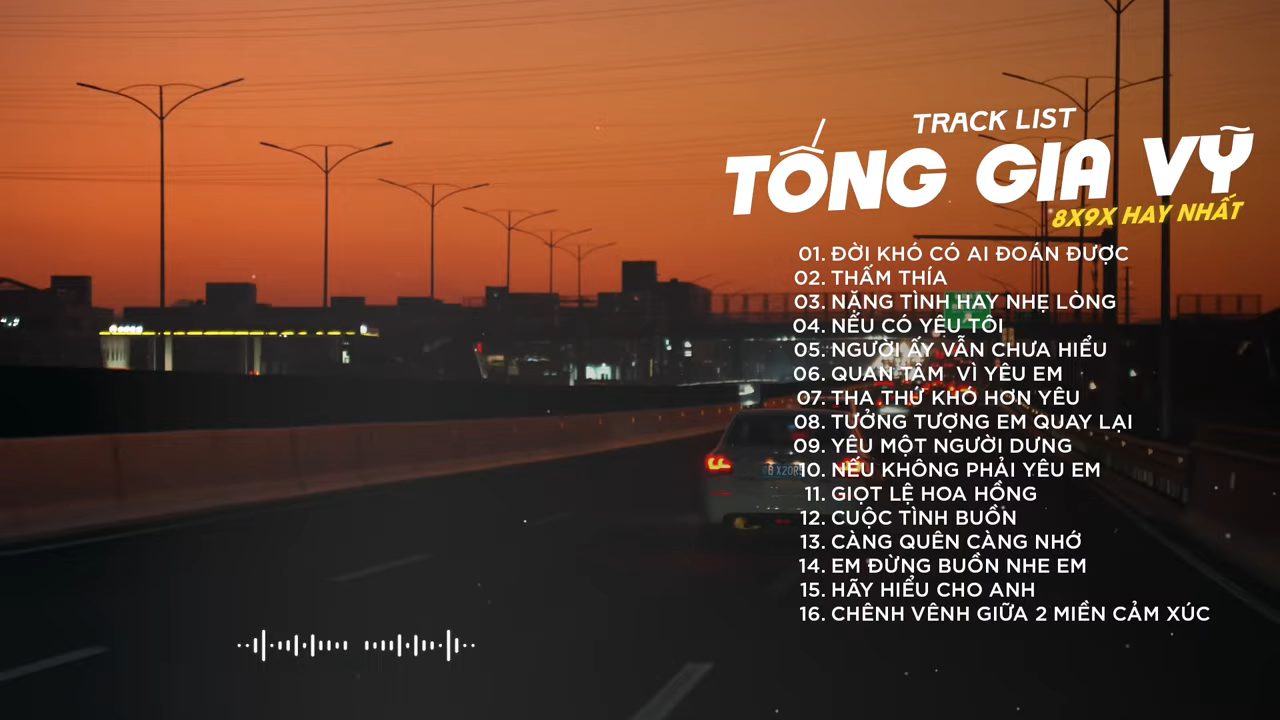 TRACK LIST
TỐNG GIA VỸ
8X9X HAY NHẤT
01. ĐỜI KHÓ CÓ AI ĐOÁN ĐƯỢC
02. THẤM THÍA
03. NẶNG TÌNH HAY NHẸ LÒNG
04. NẾU CÓ YÊU TÔI
05. NGƯỜI ẤY VẪN CHƯA HIỂU
06. QUAN TÂM VÌ YÊU EM
07. THA THỨ KHÓ HƠN YÊU
08. TƯỞNG TƯỢNG EM QUAY LẠI
09. YÊU MỘT NGƯỜI DƯNG
10. NẾU KHÔNG PHẢI YÊU EM
11. GIỌT LỆ HOA HỒNG
12. CUỘC TÌNH BUỒN
13. CÀNG QUÊN CÀNG NHỚ
14. EM ĐỪNG BUỒN NHE EM
15. HÃY HIỂU CHO ANH
16. CHÊNH VÊNH GIỮA 2 MIỀN CẢM XÚC